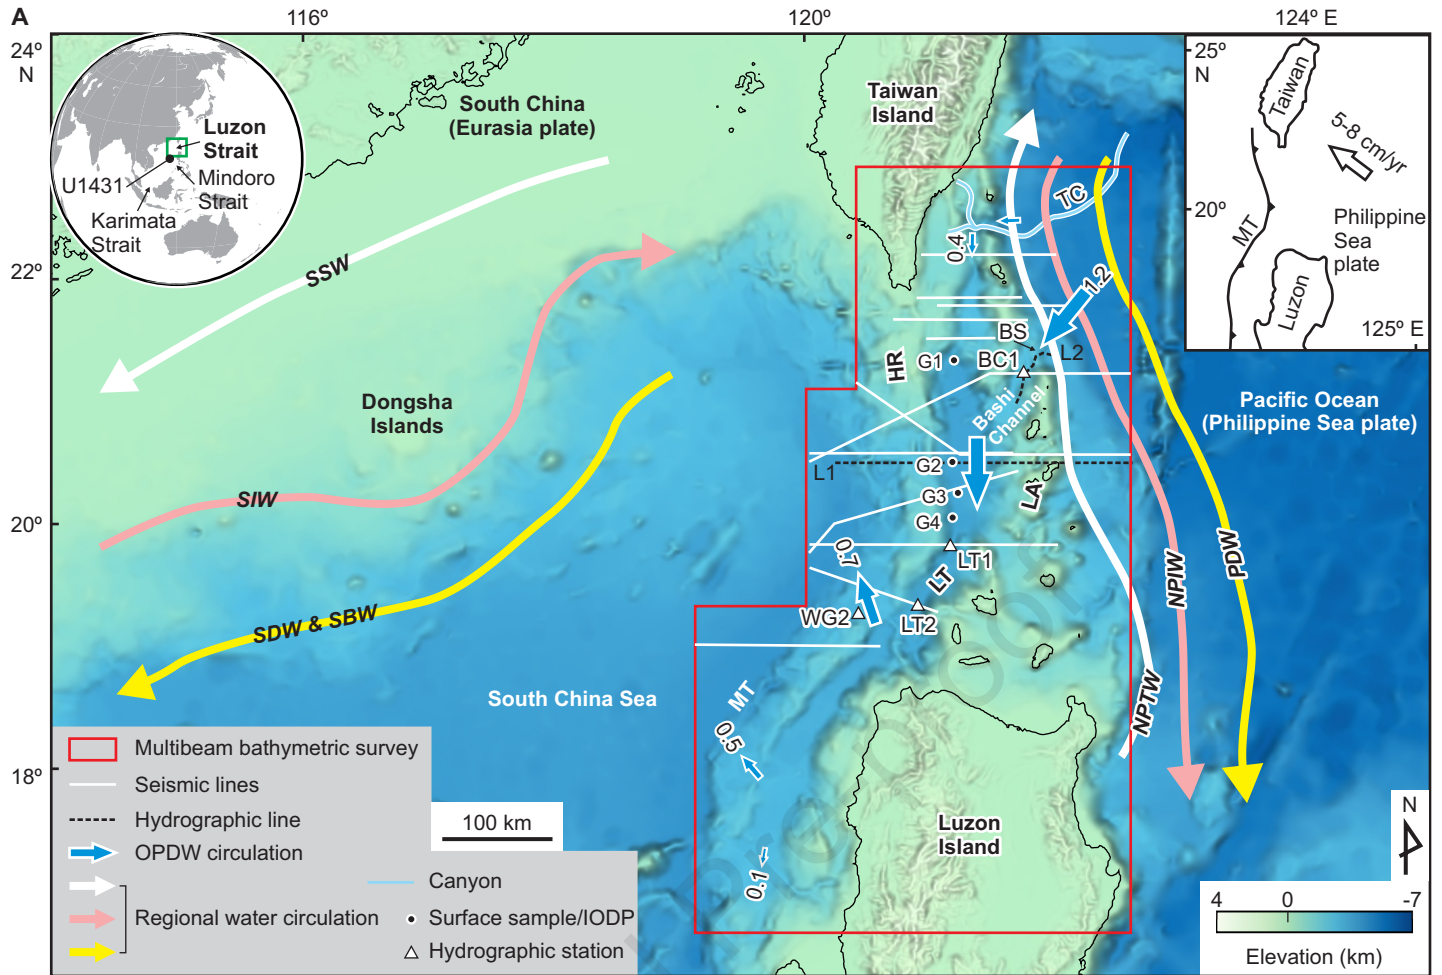 A
116º
120º
124º E
24º
N
22º
20º
18º
Luzon
Strait
U1431
Mindoro
Strait
Karimata
Strait
South China
(Eurasia plate)
Taiwan
Island
25º
N
Taiwan
5-8 cm/yr
20º
MT
Philippine
Sea
plate
Luzon
125º E
SSW
TC
0.4
1.2
BS
L2
HR
G1
BC1
Bashi
Channel
Dongsha
Islands
Pacific Ocean
(Philippine Sea plate)
G2
L1
G3
LA
G4
SIW
0.7
LT1
LT
PDW
NPIW
WG2
LT2
SDW & SBW
South China Sea
MT
NPTW
0.5
Luzon
Island
0.1
Multibeam bathymetric survey
Seismic lines
Hydrographic line
OPDW circulation
Regional water circulation
100 km
Canyon
Surface sample/IODP
Hydrographic station
N
4
0
-7
Elevation (km)